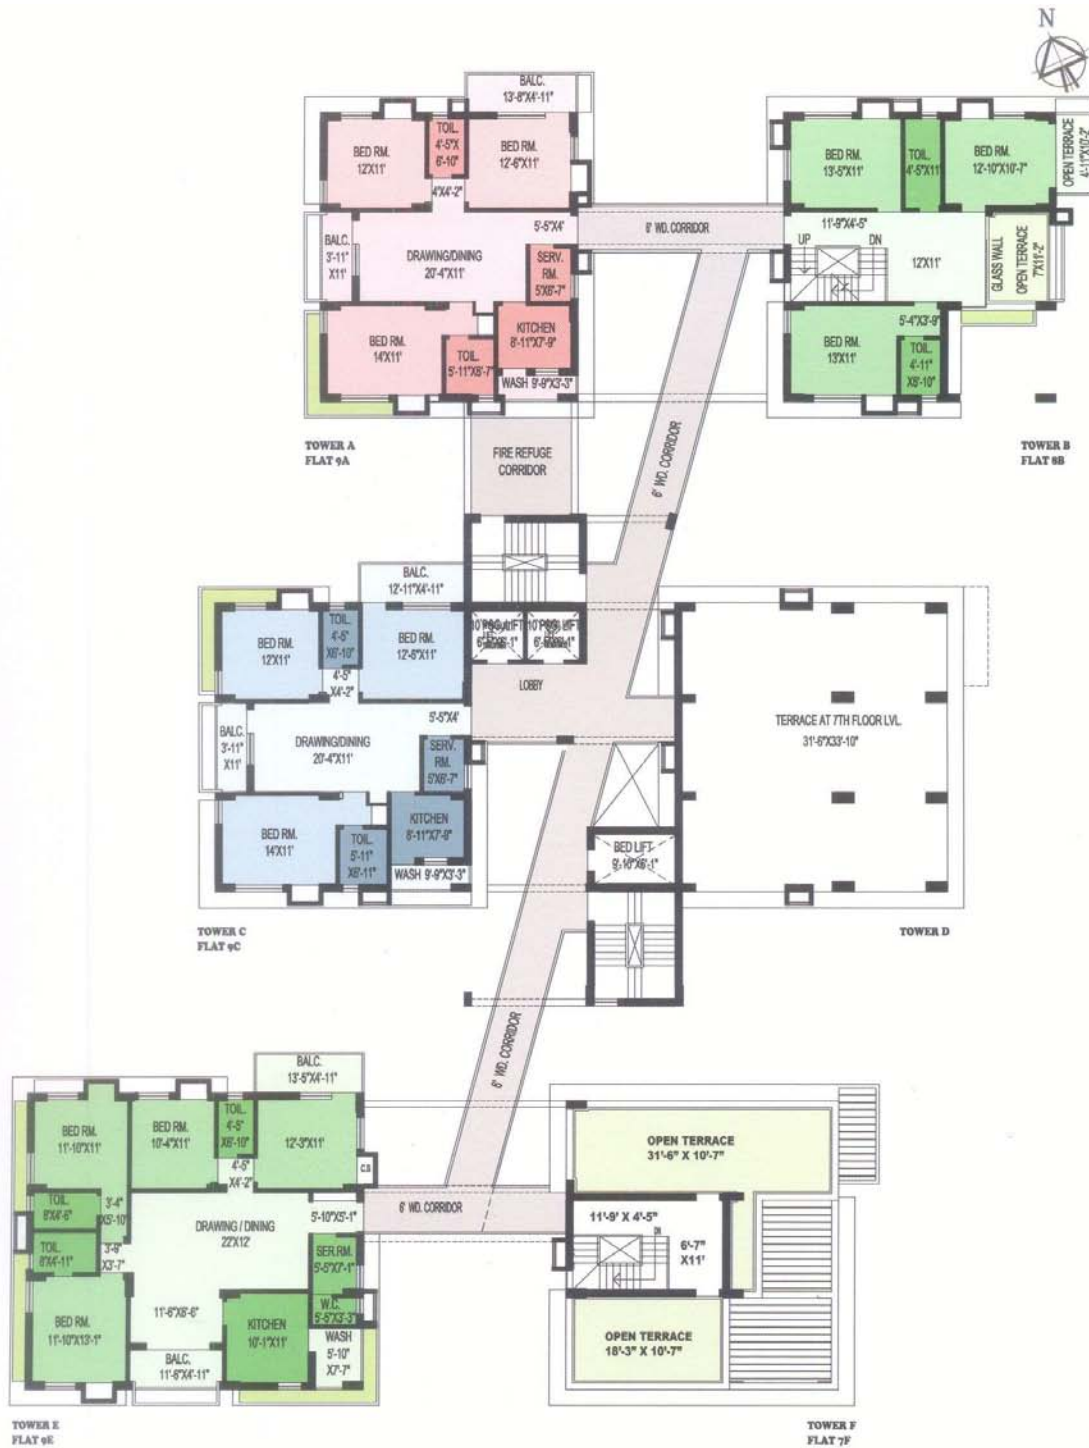 N
BALC.
13'-8"X4'-11"
BED RM.
12'X11'
TOIL.
4'-5"X
6'-10"
BED RM.
12'-6"X11'
4'X4'-2"
BALC.
3'-11"
X11'
DRAWING/DINING
20'-4"X11'
5'-5"X4'
SERV.
RM.
5'X6'-7"
BED RM.
14'X11'
TOIL.
5'-11"X6'-7"
KITCHEN
8'-11"X7'-9"
WASH 9'-9"X3'-3"
TOWER A
FLAT 9A
6' WD. CORRIDOR
BED RM.
13'-5"X11'
TOIL.
4'-5"X11'
BED RM.
12'-10"X10'-7"
OPEN TERRACE
4'-11"X10'-2"
11'-9"X4'-5"
UP
DN
12'X11'
GLASS WALL
OPEN TERRACE
7'X11'-2"
BED RM.
13'X11'
5'-4"X3'-9"
TOIL.
4'-11"
X6'-10"
TOWER B
FLAT 8B
FIRE REFUGE
CORRIDOR
6' WD. CORRIDOR
BALC.
12'-11"X4'-11"
BED RM.
12'X11'
TOIL.
4'-5"
X6'-10"
BED RM.
12'-6"X11'
4'-5"
X4'-2"
LOBBY
BALC.
3'-11"
X11'
DRAWING/DINING
20'-4"X11'
5'-5"X4'
SERV.
RM.
5'X6'-7"
BED RM.
14'X11'
TOIL.
5'-11"
X6'-11"
KITCHEN
8'-11"X7'-9"
WASH 9'-9"X3'-3"
TOWER C
FLAT 9C
TERRACE AT 7TH FLOOR LVL.
31'-6"X33'-10"
BED LIFT
9'-10"X6'-1"
TOWER D
6' WD. CORRIDOR
BALC.
13'-5"X4'-11"
BED RM.
11'-10"X11'
BED RM.
10'-4"X11'
TOIL.
4'-5"
X6'-10"
12'-3"X11'
4'-5"
X4'-2"
C.B
TOIL.
8'X4'-6"
3'-4"
X5'-10"
DRAWING / DINING
22'X12'
5'-10"X5'-1"
6' WD. CORRIDOR
TOIL.
8'X4'-11"
3'-9"
X3'-7"
SER.RM.
5'-5"X7'-1"
BED RM.
11'-10"X13'-1"
11'-6"X8'-6"
KITCHEN
10'-1"X11'
W.C.
5'-5"X3'-3"
WASH
5'-10"
X7'-7"
BALC.
11'-6"X4'-11"
TOWER E
FLAT 9E
OPEN TERRACE
31'-6" X 10'-7"
11'-9' X 4'-5"
DN
6'-7"
X11'
OPEN TERRACE
18'-3" X 10'-7"
TOWER F
FLAT 7F